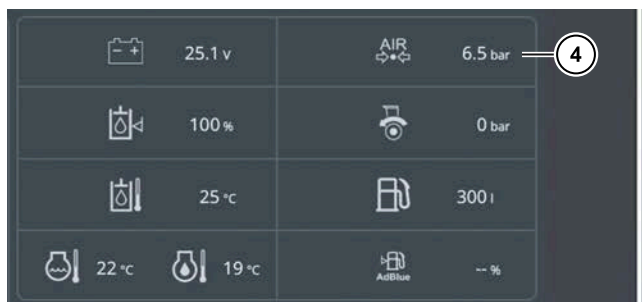 25.1 v
AIR
6.5 bar
4
100 %
0 bar
25 °C
300 l
22 °C
19 °C
AdBlue
-- %